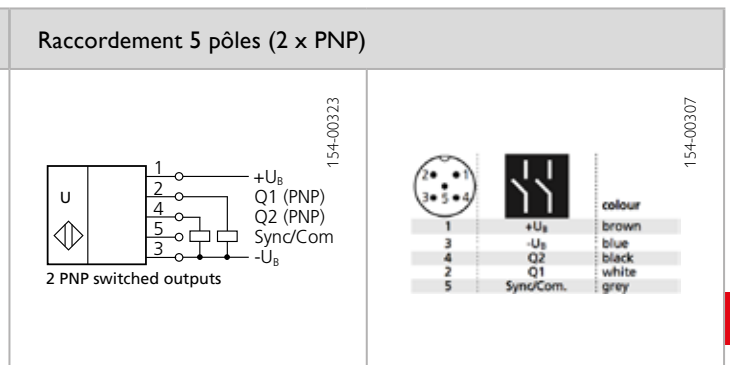 Raccordement 5 pôles (2 x PNP)
154-00323
U
1 +UB
2 Q1 (PNP)
4 Q2 (PNP)
5 Sync/Com
3 -UB
2 PNP switched outputs
154-00307
2 1
3 5 4
colour
1 +UB brown
3 -UB blue
4 Q2 black
2 Q1 white
5 Sync/Com. grey